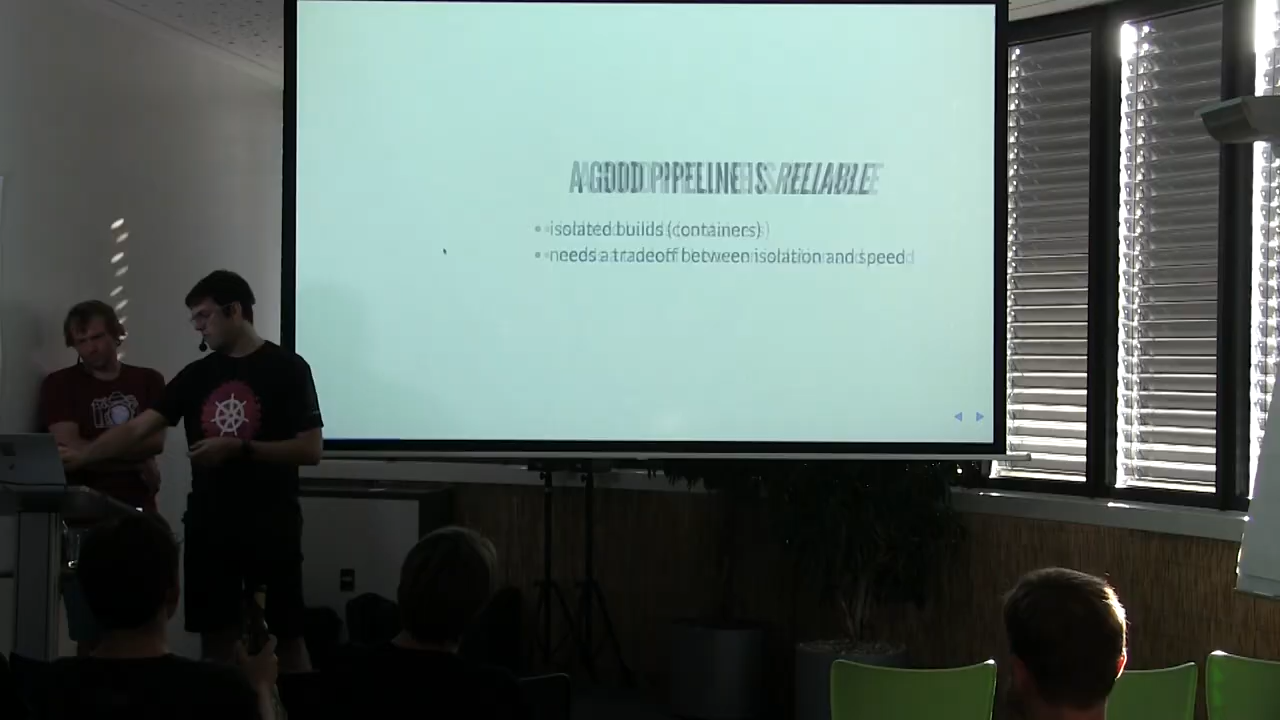 A GOOD PIPELINE IS RELIABLE
isolated builds (containers)
needs a tradeoff between isolation and speed